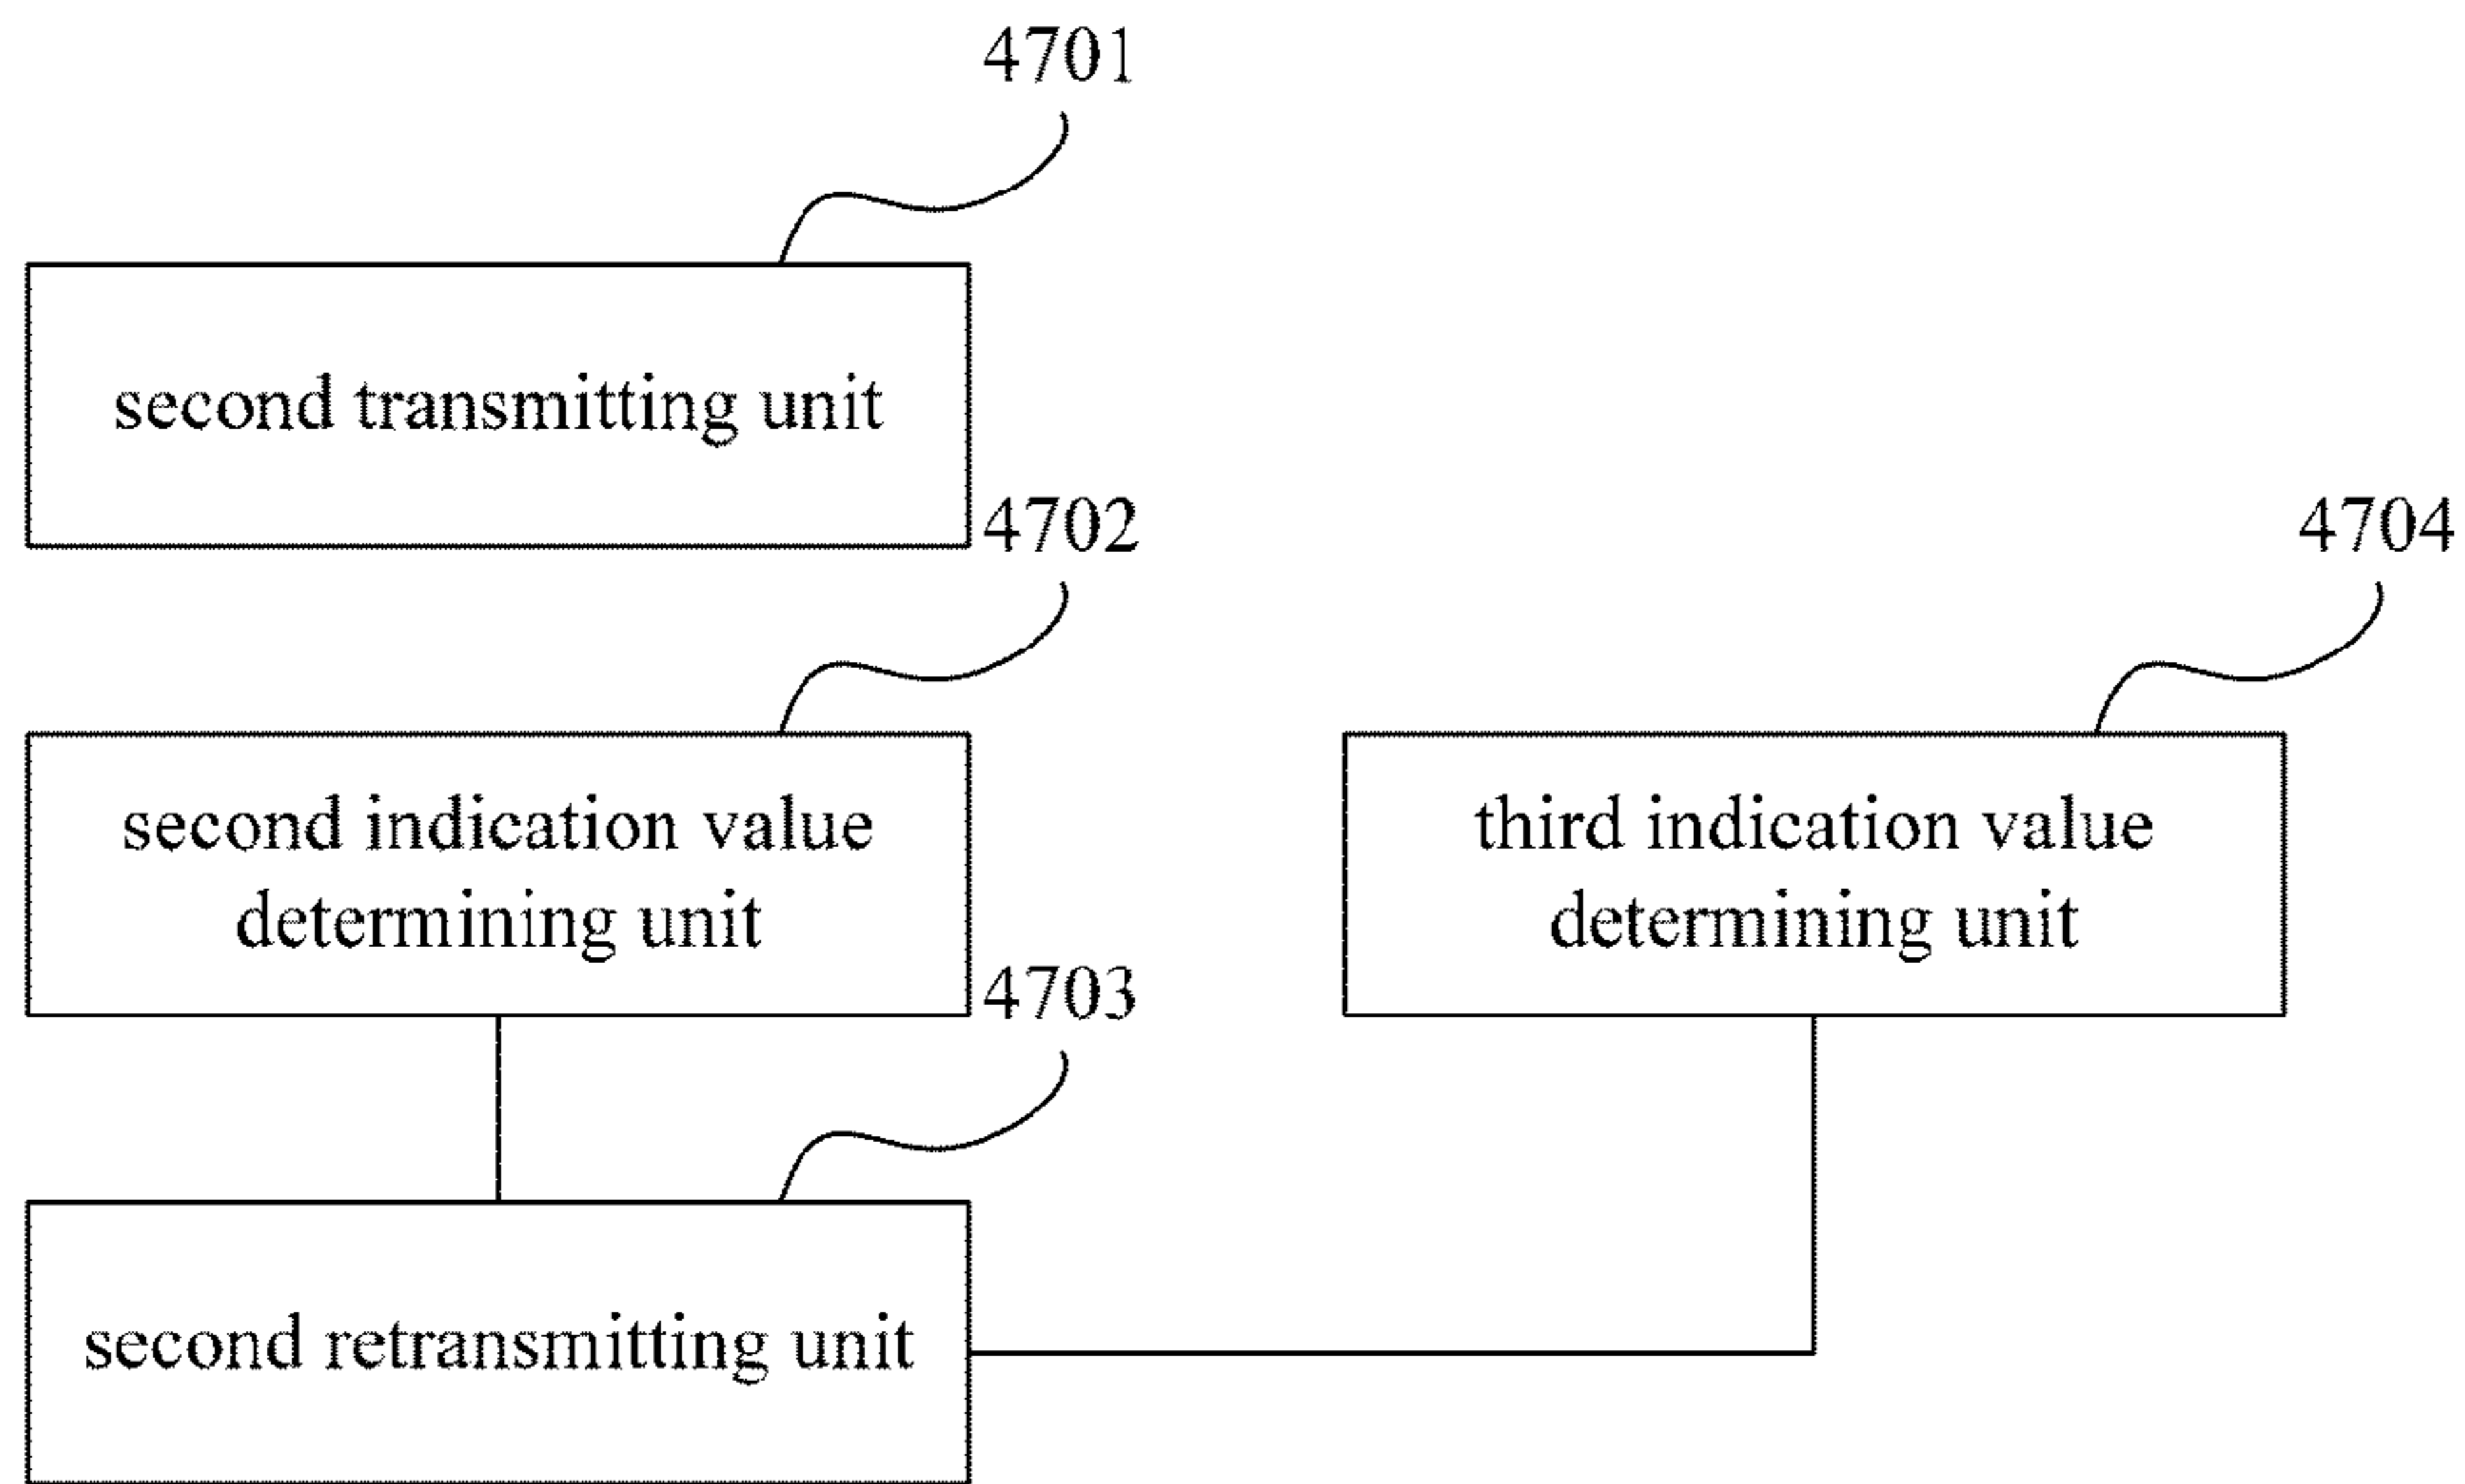 4701
second transmitting unit
4702
4704
second indication value
determining unit
third indication value
determining unit
4703
second retransmitting unit